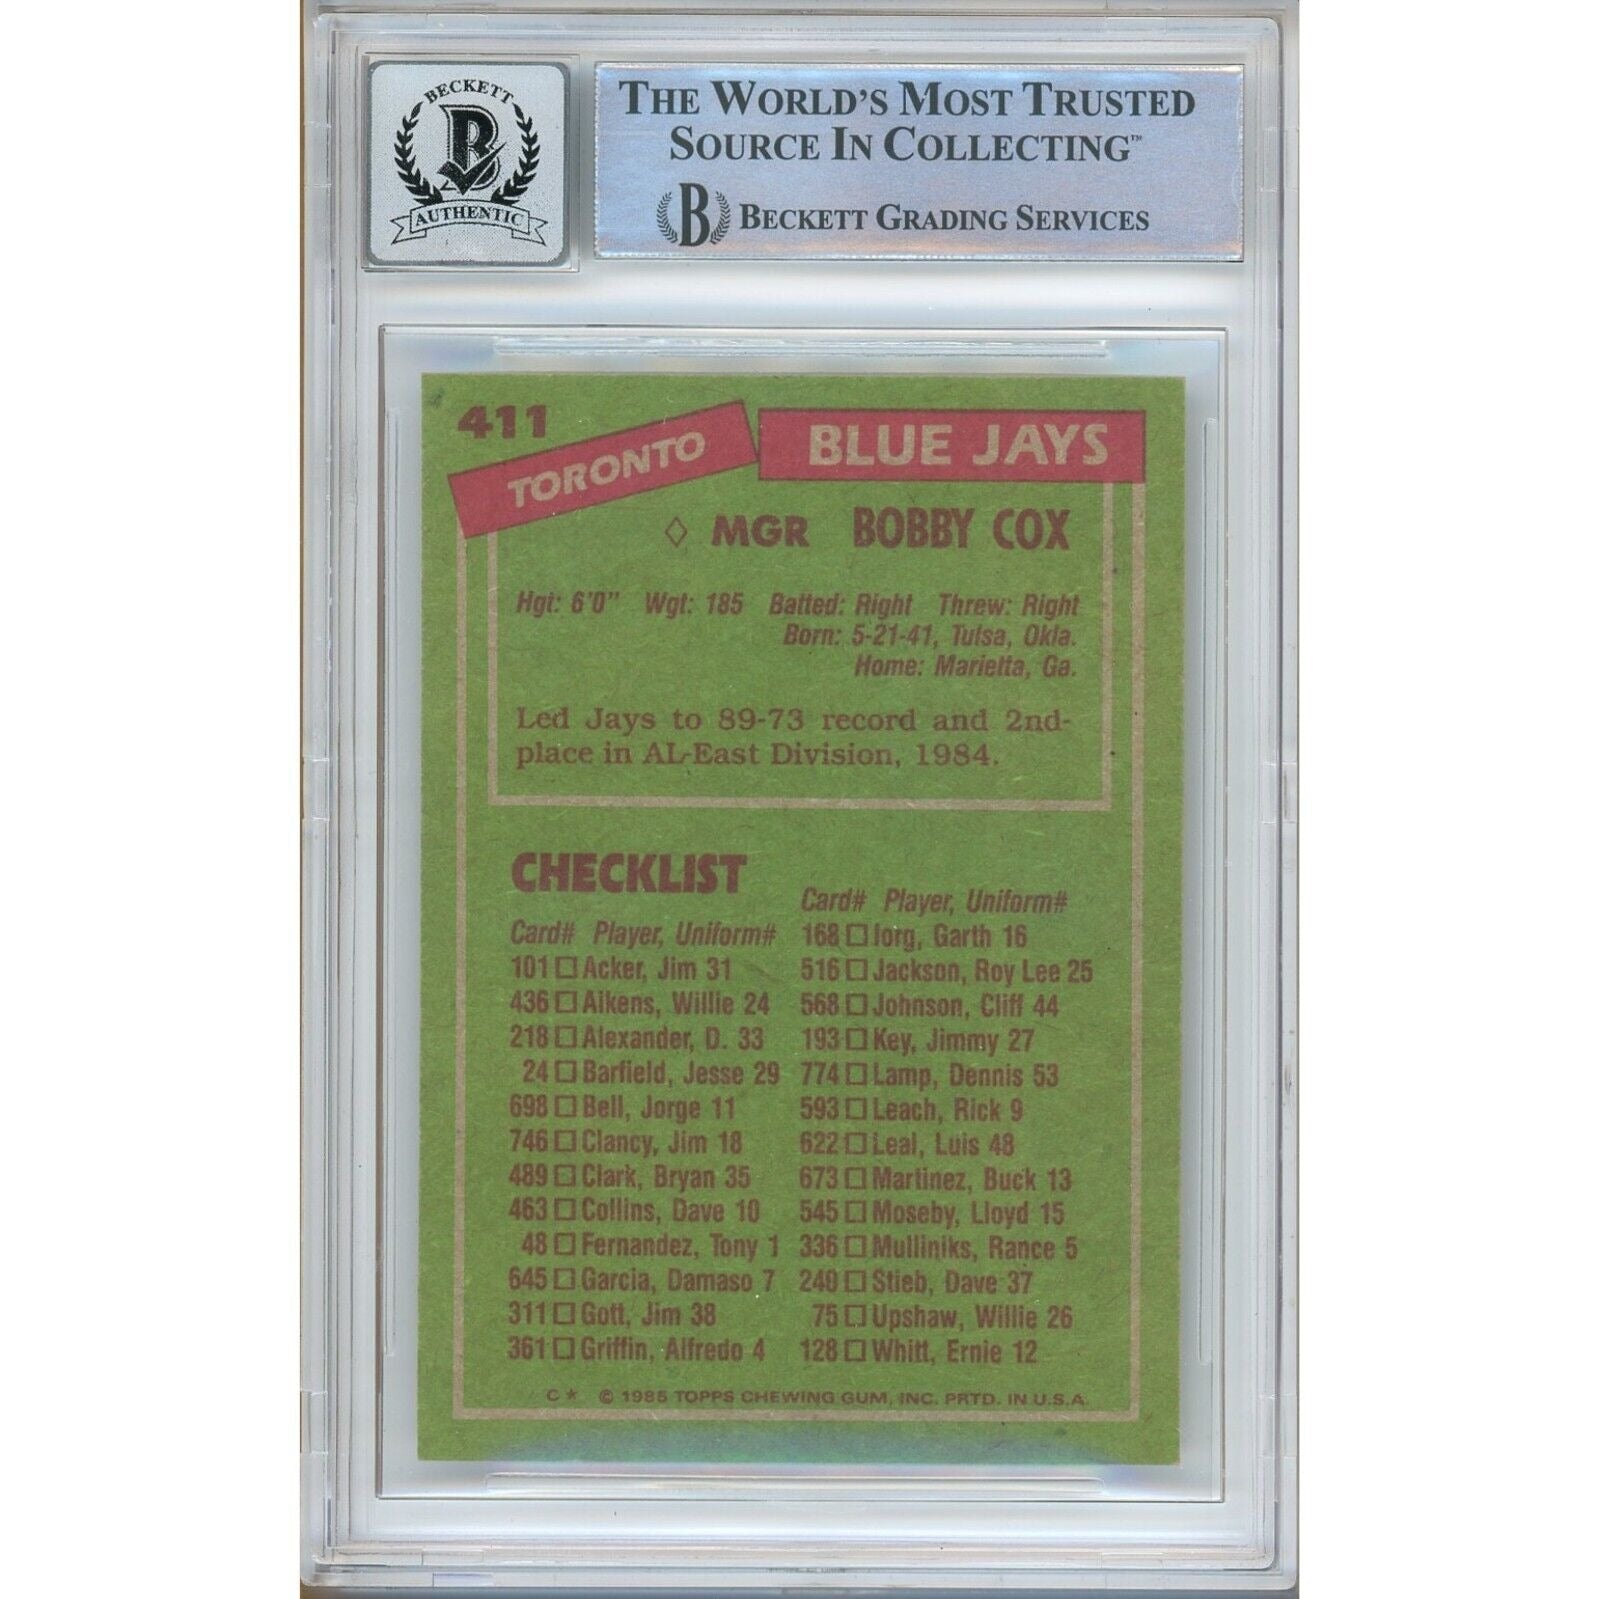 BECKETT
B
AUTHENTIC
THE WORLD'S MOST TRUSTED
SOURCE IN COLLECTING™
B BECKETT GRADING SERVICES
411
TORONTO BLUE JAYS
◇ MGR BOBBY COX
Hgt: 6'0" Wgt: 185 Batted: Right Threw: Right
Born: 5-21-41, Tulsa, Okla.
Home: Marietta, Ga.
Led Jays to 89-73 record and 2nd-
place in AL-East Division, 1984.
CHECKLIST
Card# Player, Uniform#
101 □ Acker, Jim 31
436 □ Aikens, Willie 24
218 □ Alexander, D. 33
24 □ Barfield, Jesse 29
698 □ Bell, Jorge 11
746 □ Clancy, Jim 18
489 □ Clark, Bryan 35
463 □ Collins, Dave 10
48 □ Fernandez, Tony 1
645 □ Garcia, Damaso 7
311 □ Gott, Jim 38
361 □ Griffin, Alfredo 4
Card# Player, Uniform#
168 □ Iorg, Garth 16
516 □ Jackson, Roy Lee 25
568 □ Johnson, Cliff 44
193 □ Key, Jimmy 27
774 □ Lamp, Dennis 53
593 □ Leach, Rick 9
622 □ Leal, Luis 48
673 □ Martinez, Buck 13
545 □ Moseby, Lloyd 15
336 □ Mulliniks, Rance 5
240 □ Stieb, Dave 37
75 □ Upshaw, Willie 26
128 □ Whitt, Ernie 12
C* © 1985 TOPPS CHEWING GUM, INC. PRTD. IN U.S.A.